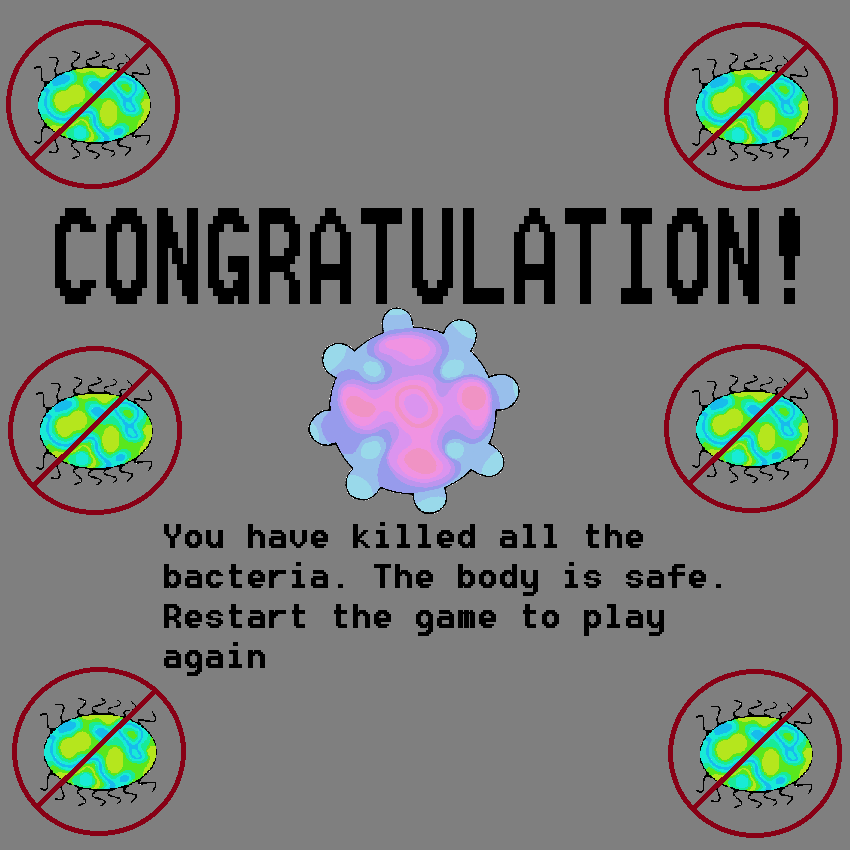 CONGRATULATION!
You have killed all the
bacteria. The body is safe.
Restart the game to play
again